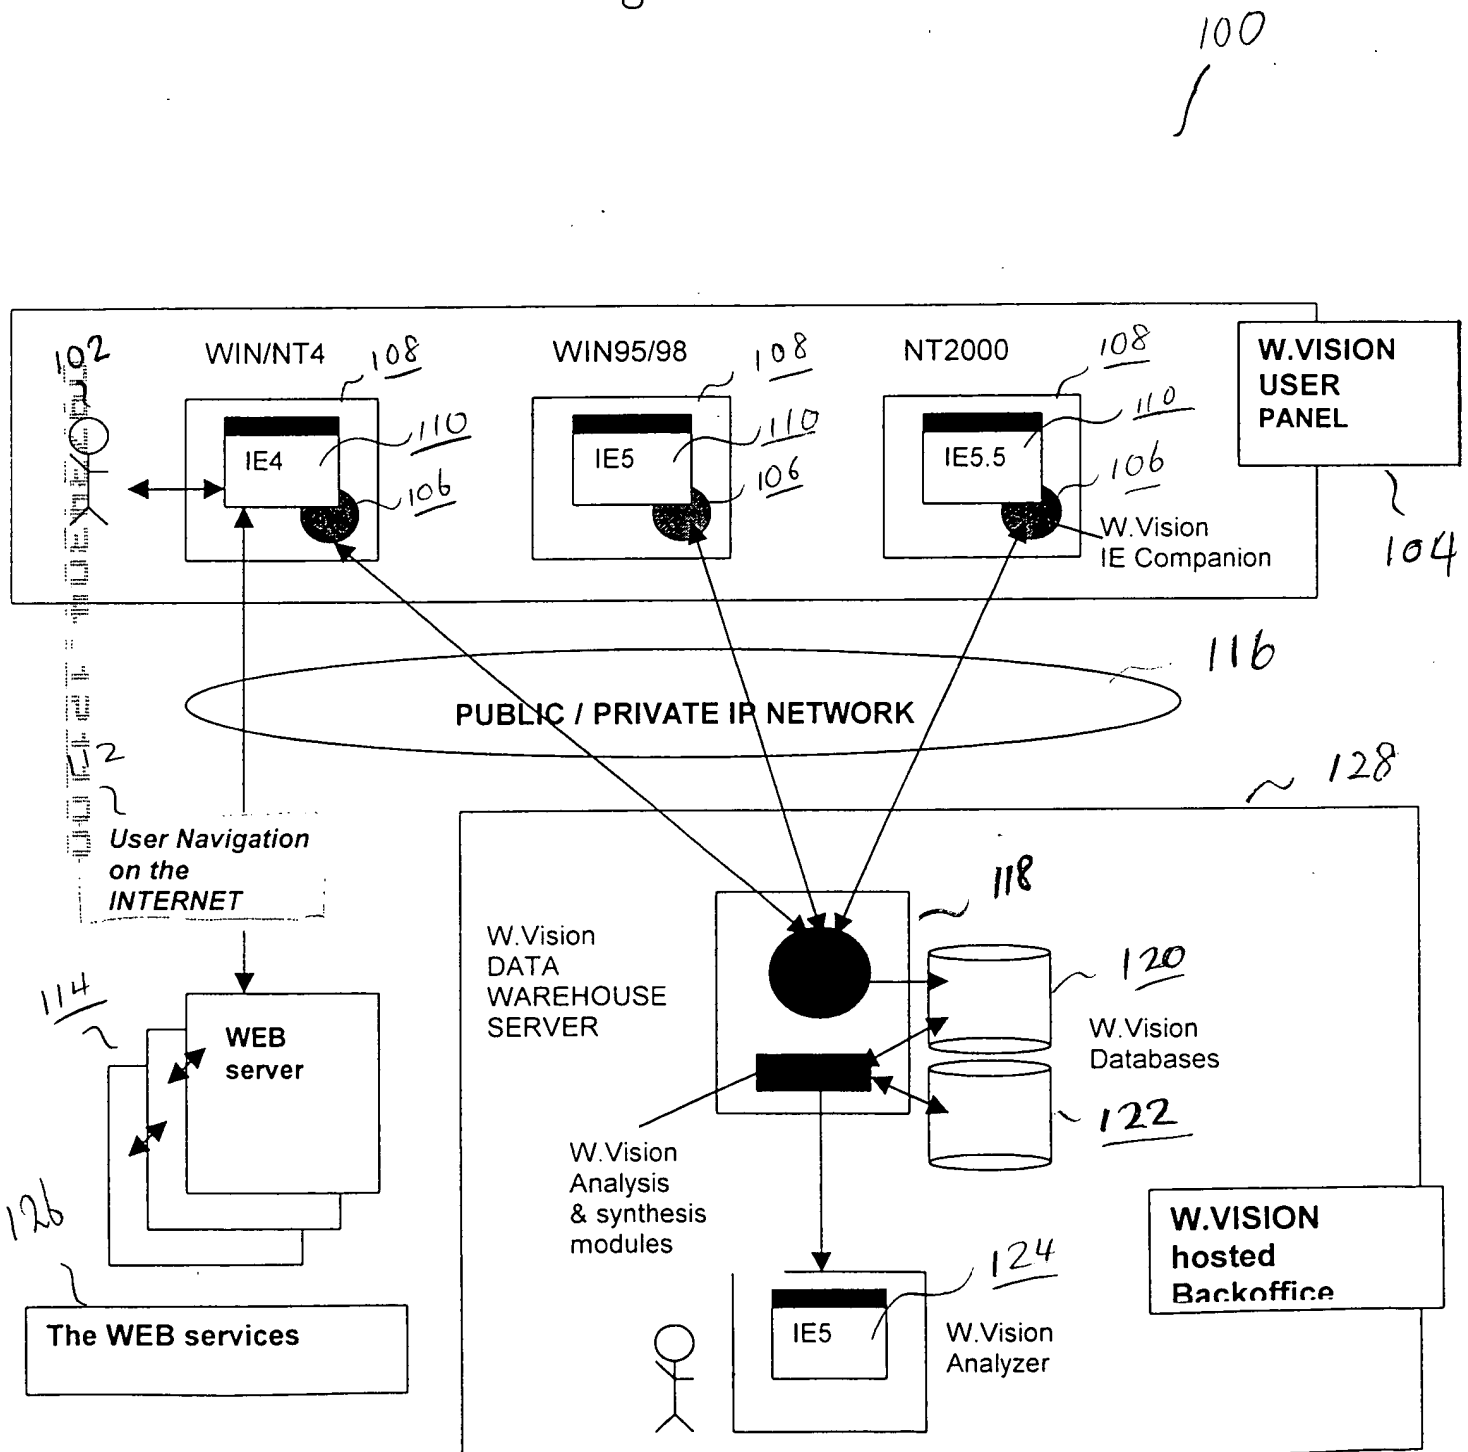 100
102
WIN/NT4
108
WIN95/98
108
NT2000
108
W.VISION
USER
PANEL
IE4
110
IE5
110
IE5.5
110
106
106
106
W.Vision
IE Companion
104
116
PUBLIC / PRIVATE IP NETWORK
112
128
User Navigation
on the
INTERNET
118
W.Vision
DATA
WAREHOUSE
SERVER
120
114
WEB
server
W.Vision
Databases
122
W.Vision
Analysis
& synthesis
modules
126
W.VISION
hosted
Backoffice
124
The WEB services
IE5
W.Vision
Analyzer